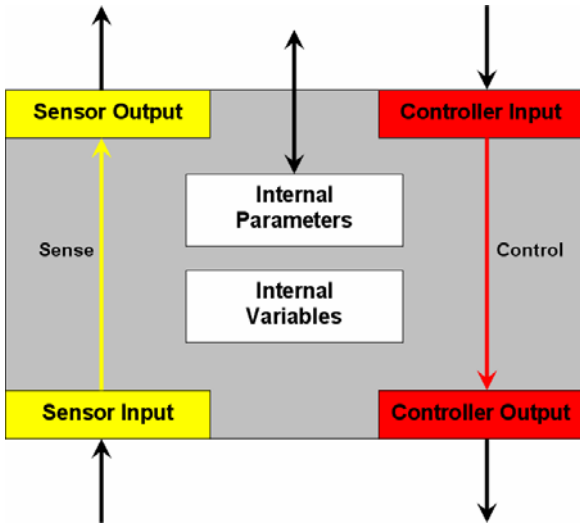 Sensor Output
Controller Input
Internal
Parameters
Sense
Control
Internal
Variables
Sensor Input
Controller Output